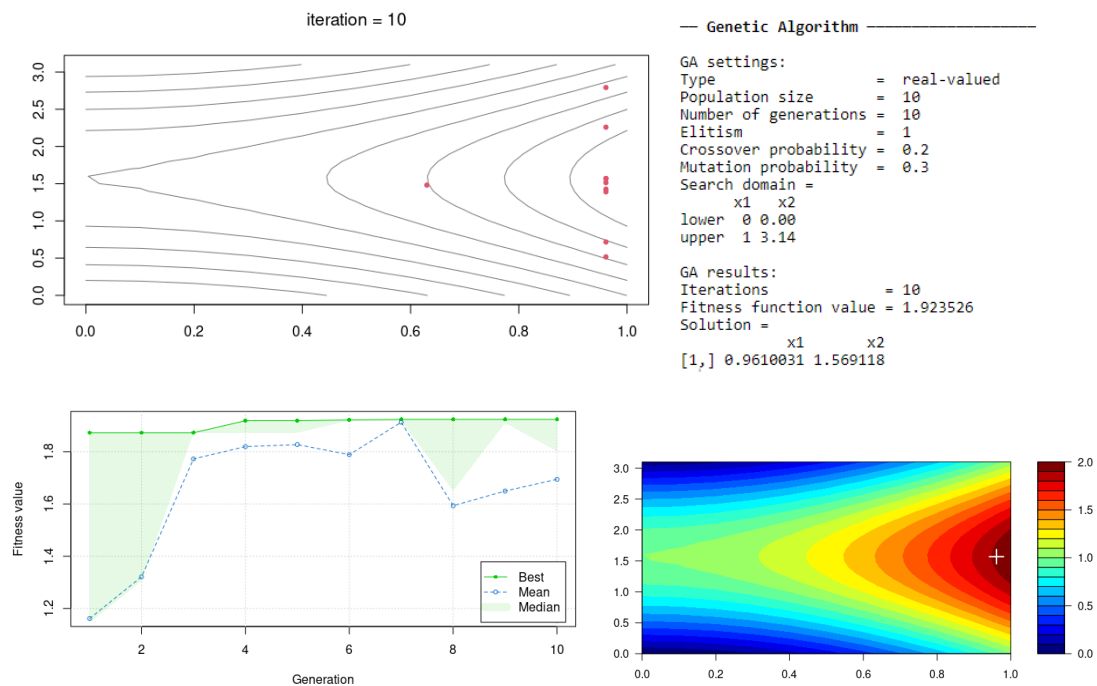 iteration = 10
3.0
2.5
2.0
1.5
1.0
0.5
0.0
0.0 0.2 0.4 0.6 0.8 1.0
── Genetic Algorithm ───────────────────
GA settings:
Type = real-valued
Population size = 10
Number of generations = 10
Elitism = 1
Crossover probability = 0.2
Mutation probability = 0.3
Search domain =
x1 x2
lower 0 0.00
upper 1 3.14
GA results:
Iterations = 10
Fitness function value = 1.923526
Solution =
x1 x2
[1,] 0.9610031 1.569118
Fitness value
1.8
1.6
1.4
1.2
Best
Mean
Median
2 4 6 8 10
Generation
3.0
2.5
2.0
1.5
1.0
0.5
0.0
0.0 0.2 0.4 0.6 0.8 1.0
2.0
1.5
1.0
0.5
0.0